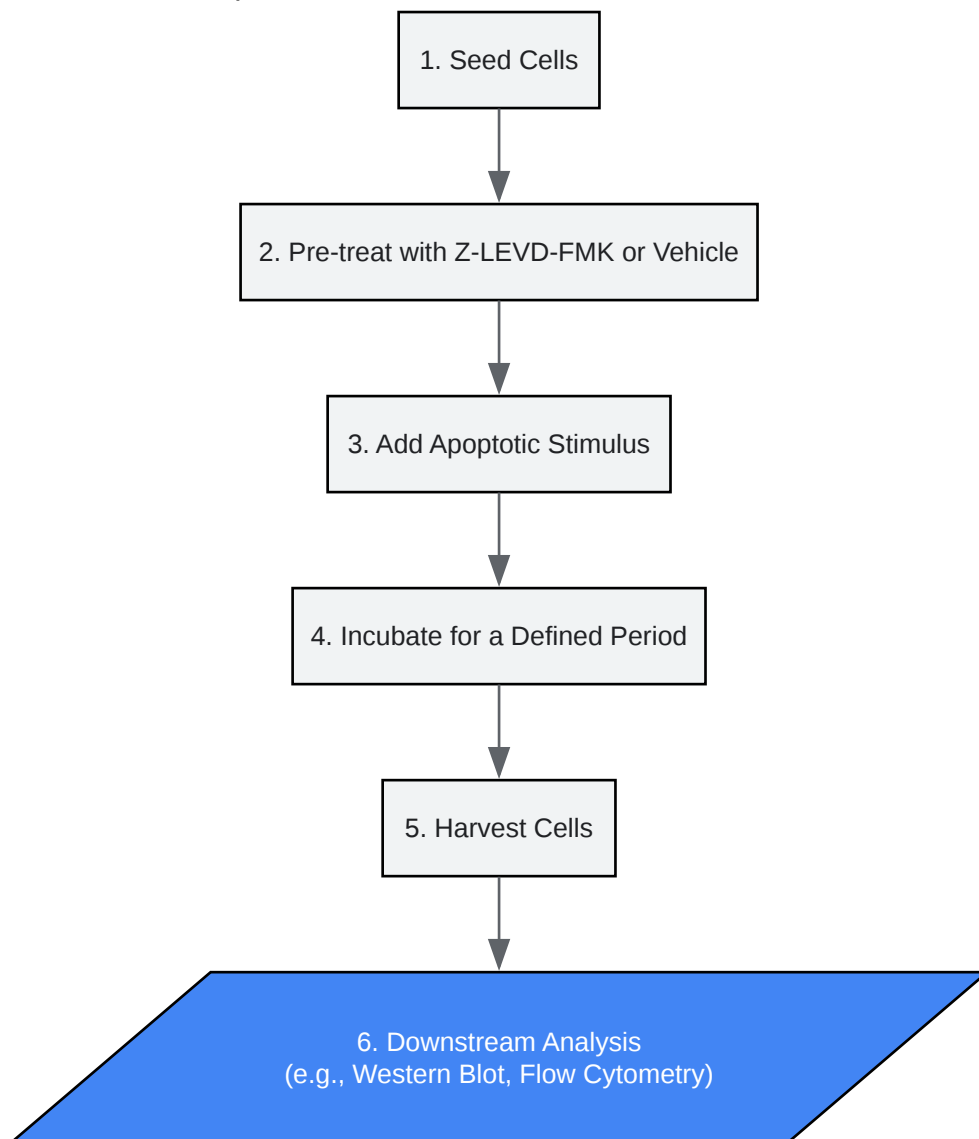 1. Seed Cells
2. Pre-treat with Z-LEVD-FMK or Vehicle
3. Add Apoptotic Stimulus
4. Incubate for a Defined Period
5. Harvest Cells
6. Downstream Analysis
(e.g., Western Blot, Flow Cytometry)